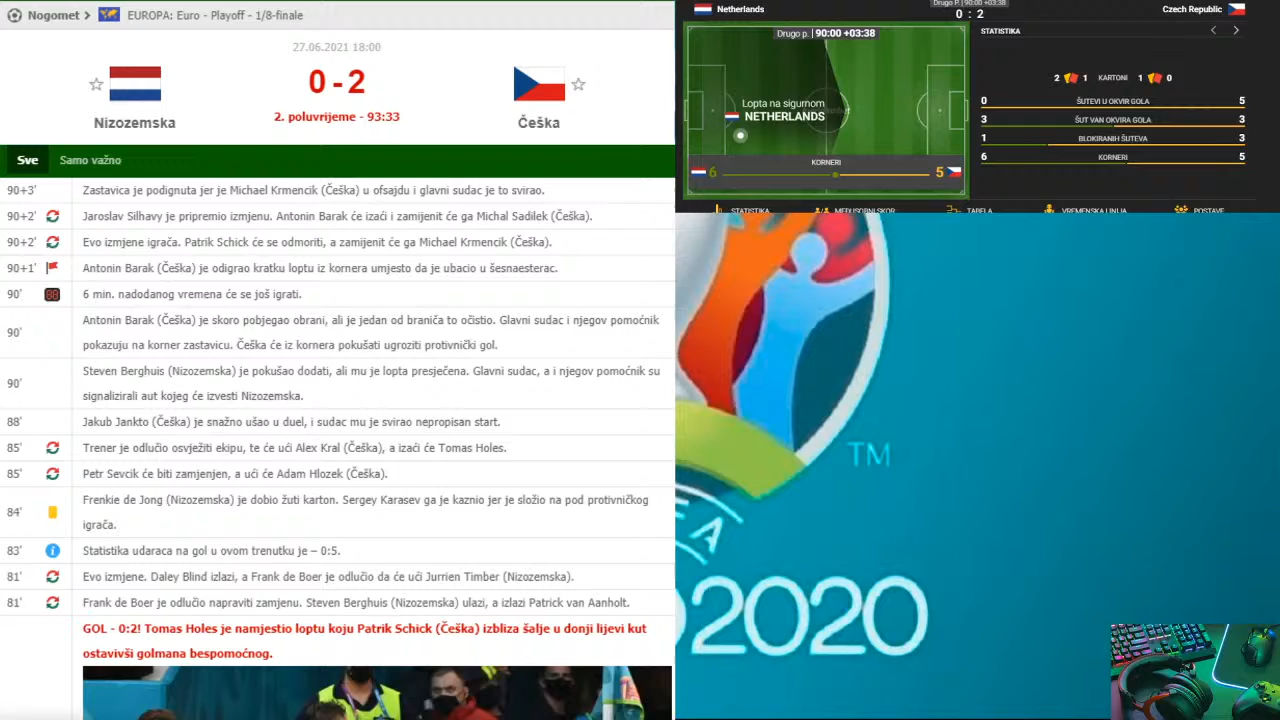 Nogomet
EUROPA: Euro - Playoff - 1/8-finale
27.06.2021 18:00
0 - 2
2. poluvrijeme - 93:33
Nizozemska
Češka
Sve
Samo važno
90+3' Zastavica je podignuta jer je Michael Krmencik (Češka) u ofsajdu i glavni sudac je to svirao.
90+2' Jaroslav Silhavy je pripremio izmjenu. Antonin Barak će izaći i zamijenit će ga Michal Sadilek (Češka).
90+2' Evo izmjene igrača. Patrik Schick će se odmoriti, a zamijenit će ga Michael Krmencik (Češka).
90+1' Antonin Barak (Češka) je odigrao kratku loptu iz kornera umjesto da je ubacio u šesnaesterac.
90' 88 6 min. nadodanog vremena će se još igrati.
90' Antonin Barak (Češka) je skoro pobjegao obrani, ali je jedan od braniča to očistio. Glavni sudac i njegov pomoćnik
pokazuju na korner zastavicu. Češka će iz kornera pokušati ugroziti protivnički gol.
90' Steven Berghuis (Nizozemska) je pokušao dodati, ali mu je lopta presječena. Glavni sudac, a i njegov pomoćnik su
signalizirali aut kojeg će izvesti Nizozemska.
88' Jakub Jankto (Češka) je snažno ušao u duel, i sudac mu je svirao nepropisan start.
85' Trener je odlučio osvježiti ekipu, te će ući Alex Kral (Češka), a izaći će Tomas Holes.
85' Petr Sevcik će biti zamjenjen, a ući će Adam Hlozek (Češka).
84' Frenkie de Jong (Nizozemska) je dobio žuti karton. Sergey Karasev ga je kaznio jer je složio na pod protivničkog
igrača.
83' i Statistika udaraca na gol u ovom trenutku je – 0:5.
81' Evo izmjene. Daley Blind izlazi, a Frank de Boer je odlučio da će ući Jurrien Timber (Nizozemska).
81' Frank de Boer je odlučio napraviti zamjenu. Steven Berghuis (Nizozemska) ulazi, a izlazi Patrick van Aanholt.
GOL - 0:2! Tomas Holes je namjestio loptu koju Patrik Schick (Češka) izbliza šalje u donji lijevi kut
ostavivši golmana bespomoćnog.
Netherlands
Drugo p. | 90:00 +03:38
0 : 2
Czech Republic
Drugo p. | 90:00 +03:38
Lopta na sigurnom
NETHERLANDS
KORNERI
6
5
STATISTIKA
2 1 KARTONI 1 0
0 ŠUTEVI U OKVIR GOLA 5
3 ŠUT VAN OKVIRA GOLA 3
1 BLOKIRANIH ŠUTEVA 3
6 KORNERI 5
STATISTIKA
MEĐUSOBNI SKOR
TABELA
VREMENSKA LINIJA
POSTAVE
TM
EFA
2020